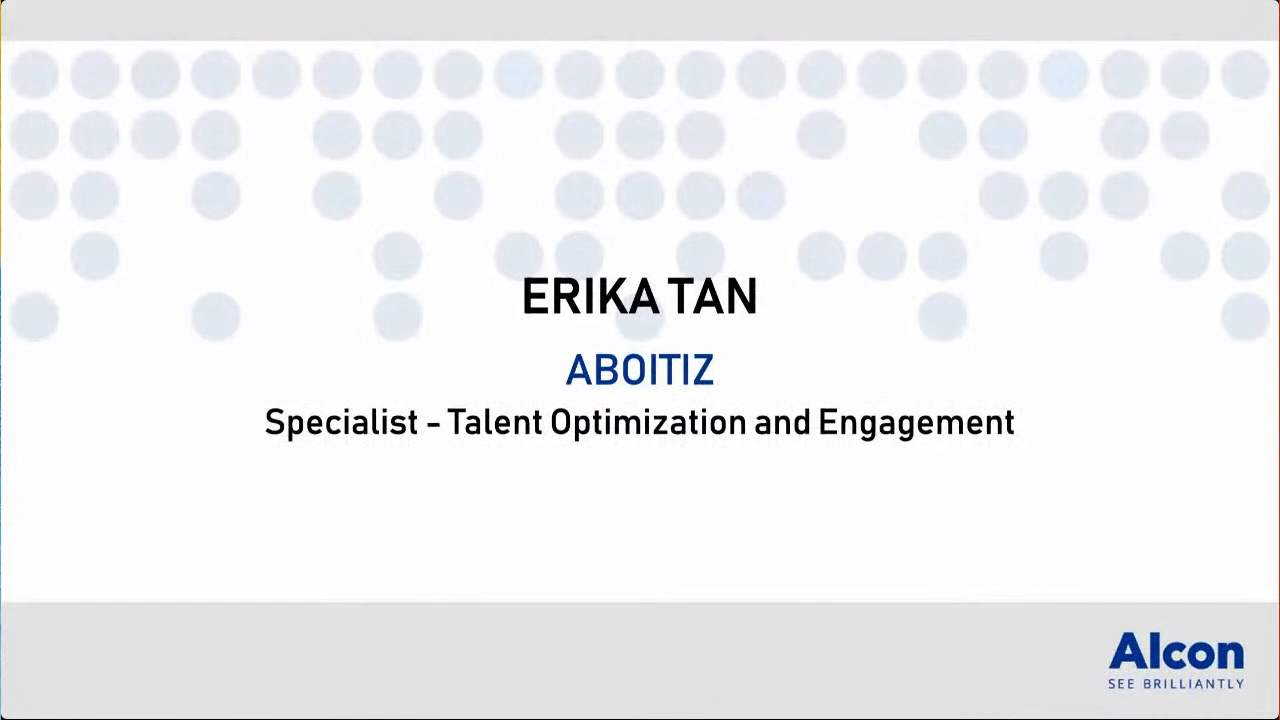 ERIKA TAN
ABOITIZ
Specialist - Talent Optimization and Engagement
Alcon
SEE BRILLIANTLY